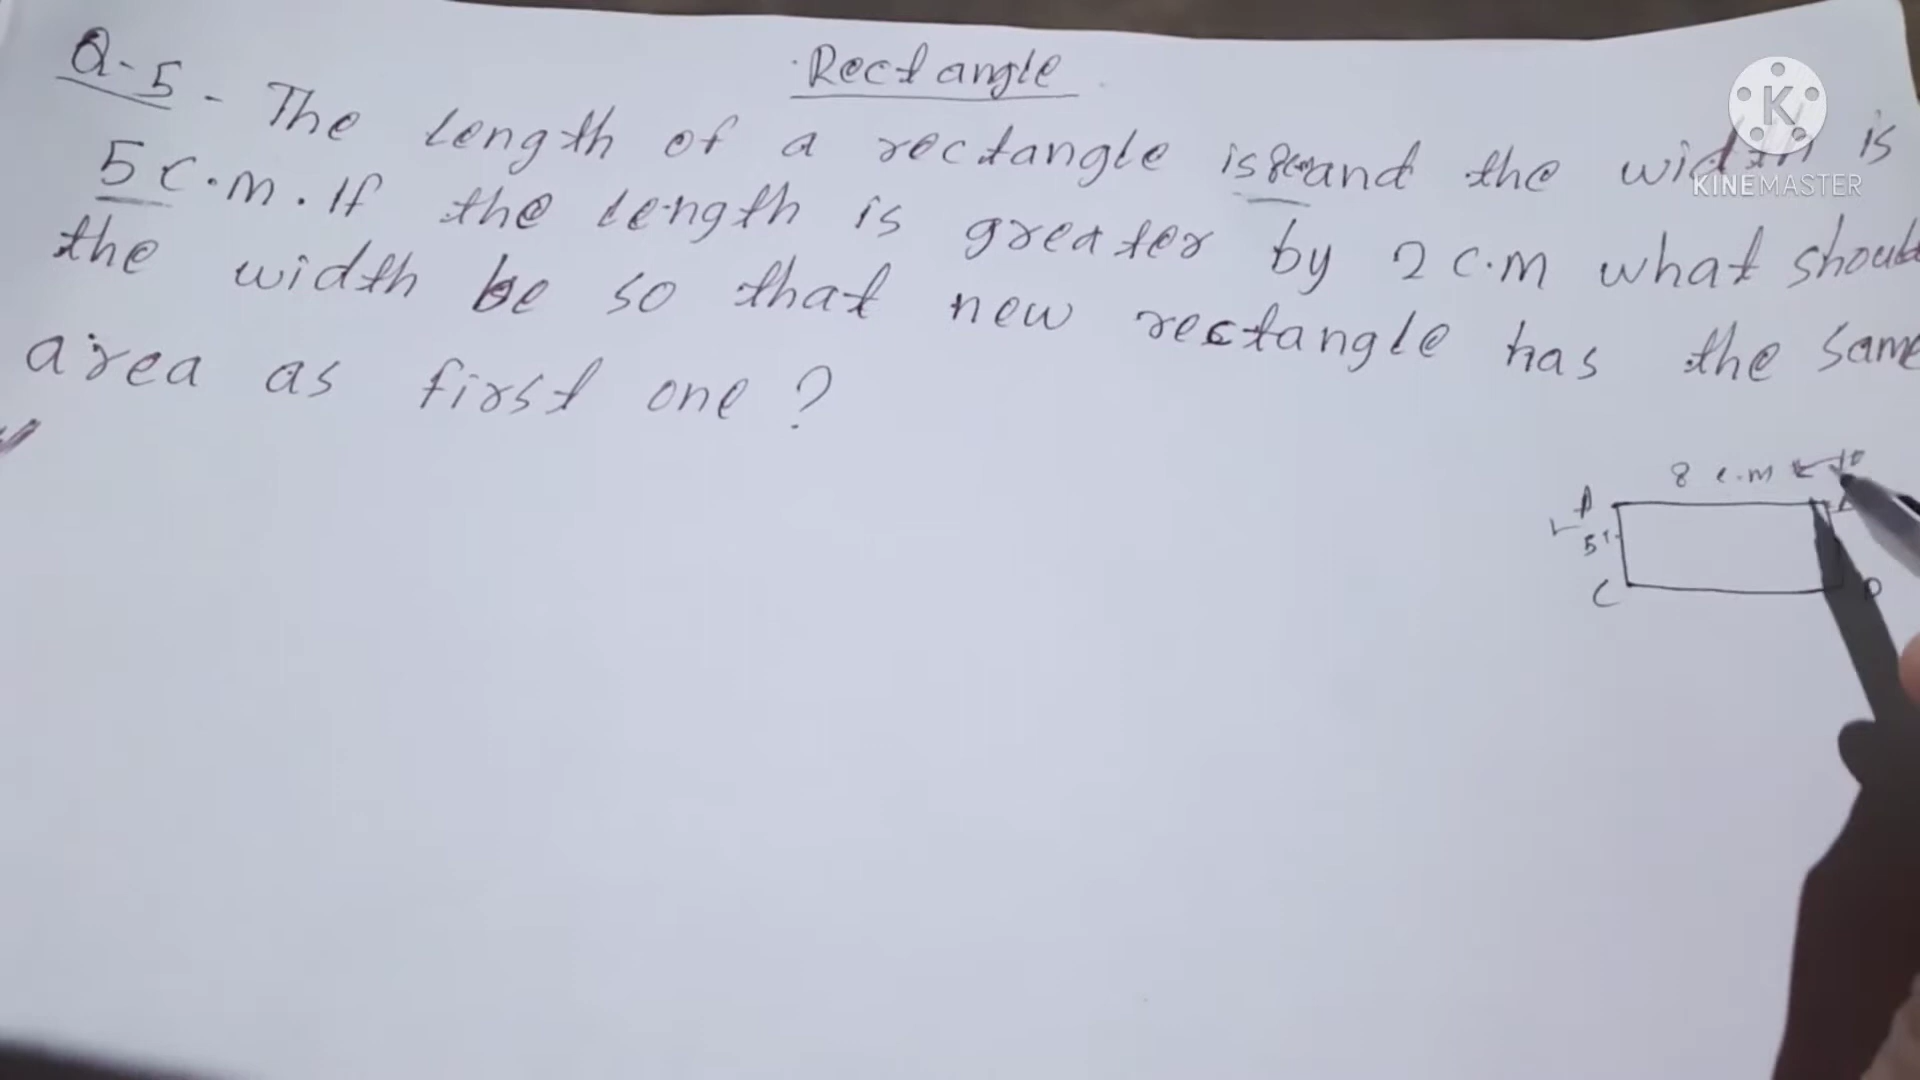 Rectangle
Q-5 - The length of a rectangle is 8cm and the width is
5 c.m. If the length is greater by 2 c.m what should
the width be so that new rectangle has the same
area as first one ?
8 c.m 10
A
5
C D
K
KINEMASTER